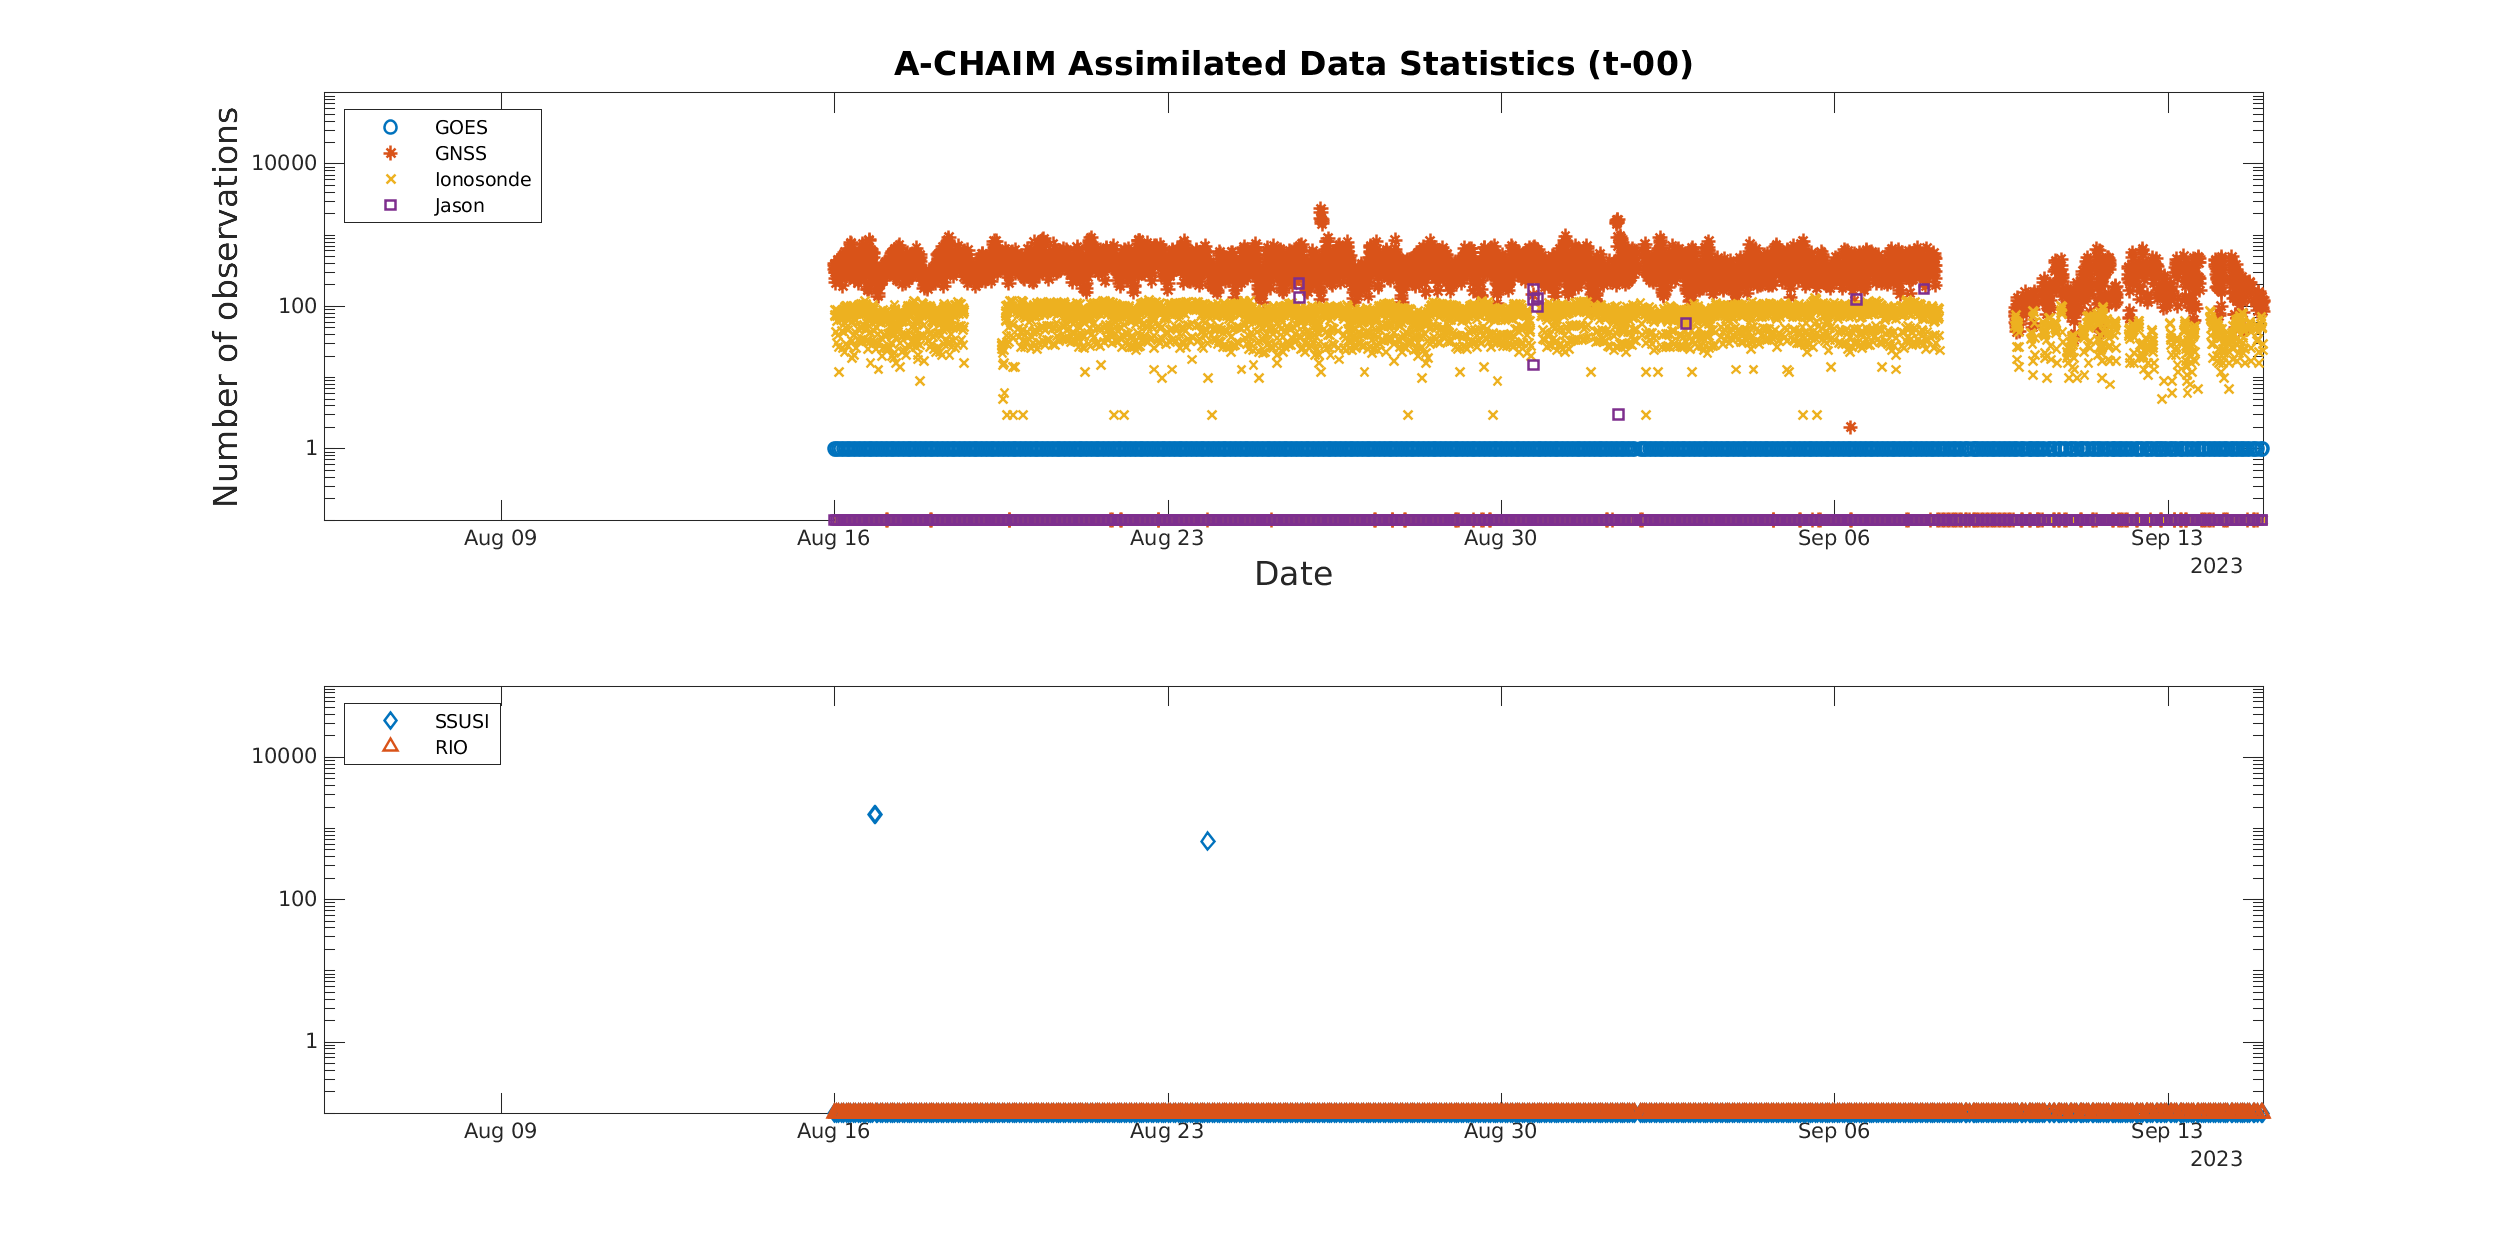 A-CHAIM Assimilated Data Statistics (t-00)
Number of observations
10000
100
1
GOES
GNSS
Ionosonde
Jason
Aug 09 Aug 16 Aug 23 Aug 30 Sep 06 Sep 13
2023
Date
10000
100
1
SSUSI
RIO
Aug 09 Aug 16 Aug 23 Aug 30 Sep 06 Sep 13
2023